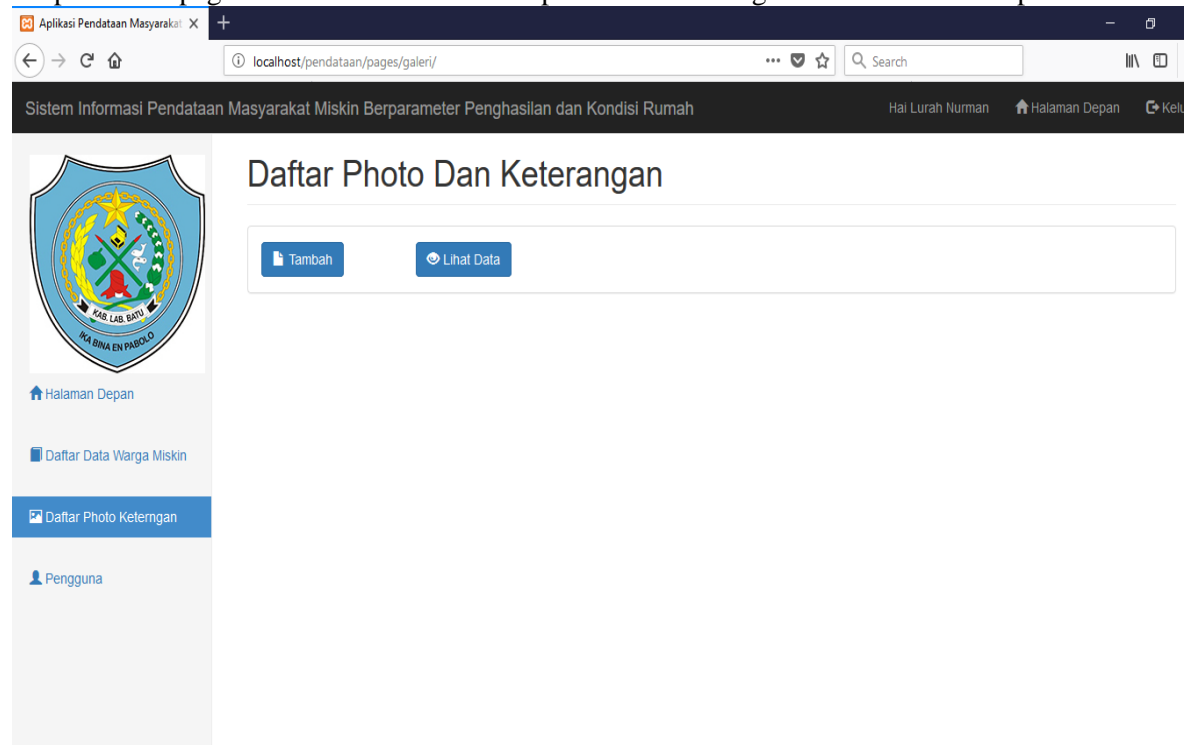 Aplikasi Pendataan Masyarakat
localhost/pendataan/pages/galeri/
Search
Sistem Informasi Pendataan Masyarakat Miskin Berparameter Penghasilan dan Kondisi Rumah
Hai Lurah Nurman
Halaman Depan
Kelu
KAB. LAB. BATU
IKA BINA EN PABOLO
Daftar Photo Dan Keterangan
Tambah
Lihat Data
Halaman Depan
Daftar Data Warga Miskin
Daftar Photo Keterngan
Pengguna